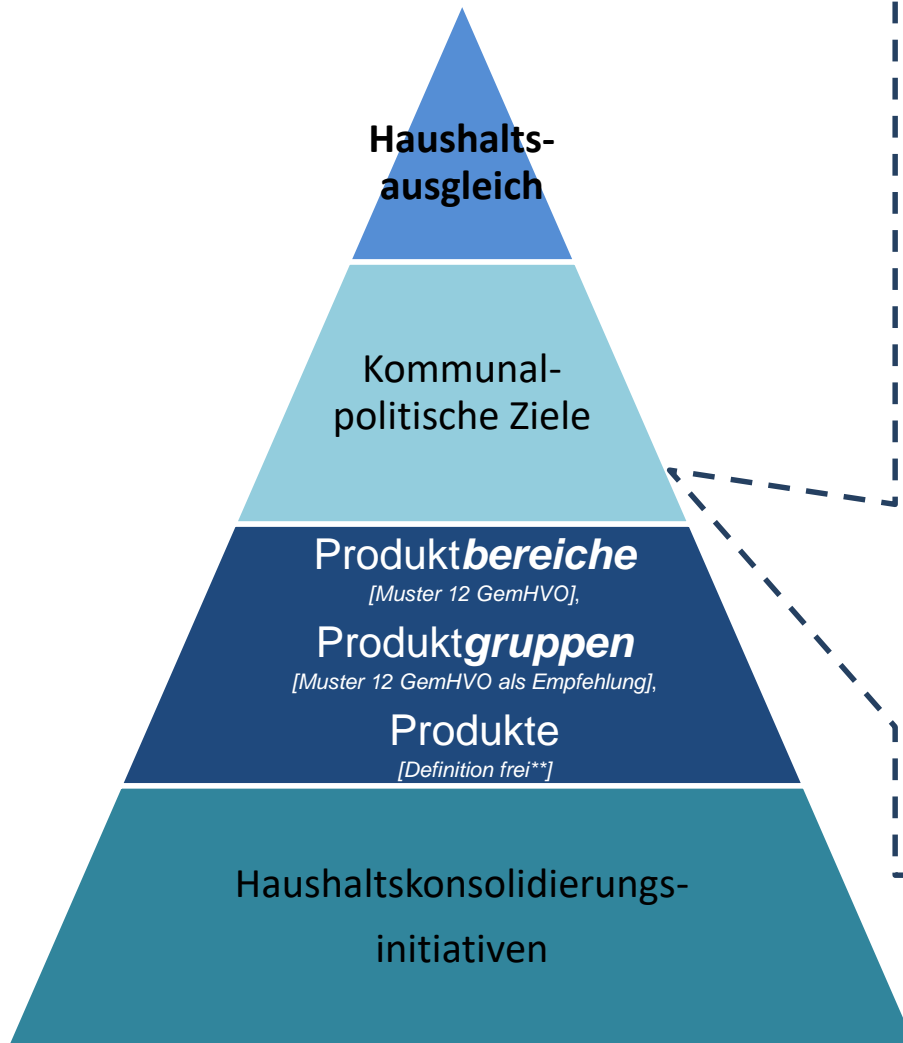 Haushalts-
ausgleich
Kommunal-
politische Ziele
Produktbereiche
[Muster 12 GemHVO],
Produktgruppen
[Muster 12 GemHVO als Empfehlung],
Produkte
[Definition frei**]
Haushaltskonsolidierungs-
initiativen